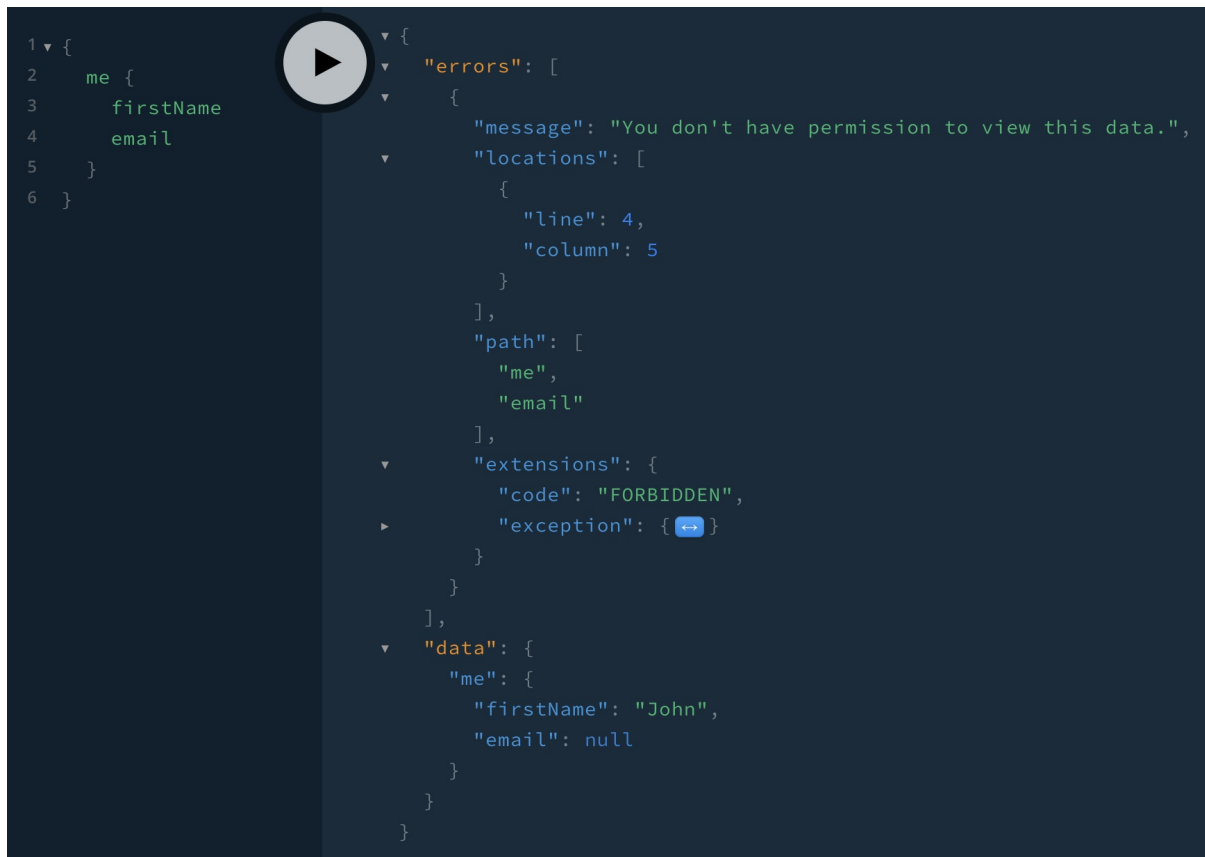 1 {
2 me {
3 firstName
4 email
5 }
6 }
{
"errors": [
{
"message": "You don't have permission to view this data.",
"locations": [
{
"line": 4,
"column": 5
}
],
"path": [
"me",
"email"
],
"extensions": {
"code": "FORBIDDEN",
"exception": {↔}
}
}
],
"data": {
"me": {
"firstName": "John",
"email": null
}
}
}